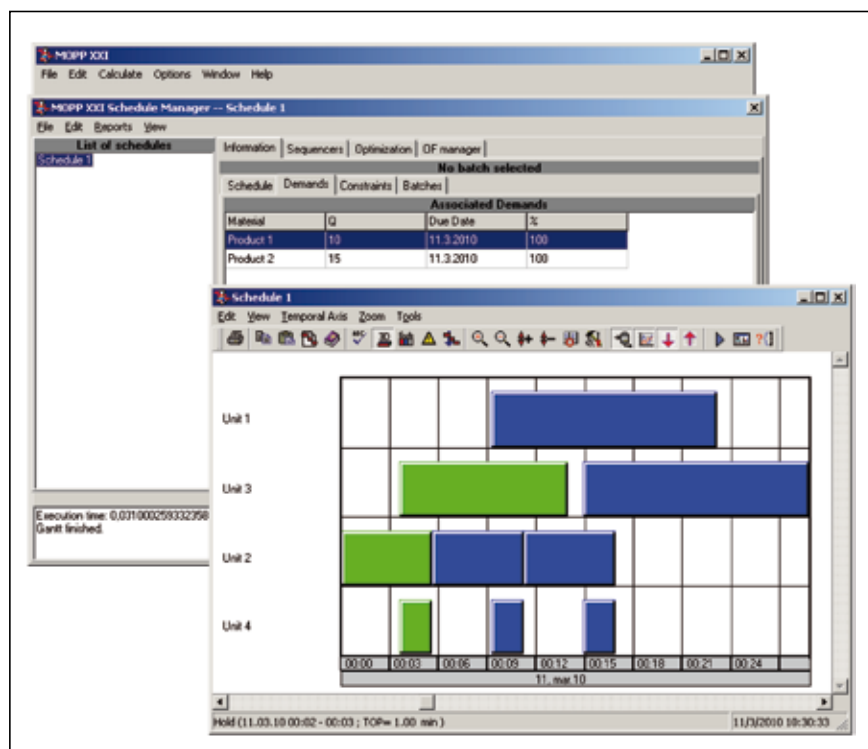 MOPP XXI
File Edit Calculate Options Window Help
MOPP XXI Schedule Manager -- Schedule 1
File Edit Reports View
List of schedules
Schedule 1
Information Sequencers Optimization OF manager
No batch selected
Schedule Demands Constraints Batches
Associated Demands
Material Q Due Date %
Product 1 10 11.3.2010 100
Product 2 15 11.3.2010 100
Execution time: 0,031000259332358
Gantt finished.
Schedule 1
Edit View Temporal Axis Zoom Tools
Unit 1
Unit 3
Unit 2
Unit 4
00:00 00:03 00:06 00:09 00:12 00:15 00:18 00:21 00:24
11. mar.10
Hold (11.03.10 00:02 - 00:03 ; TOP= 1.00 min ) 11/3/2010 10:30:33